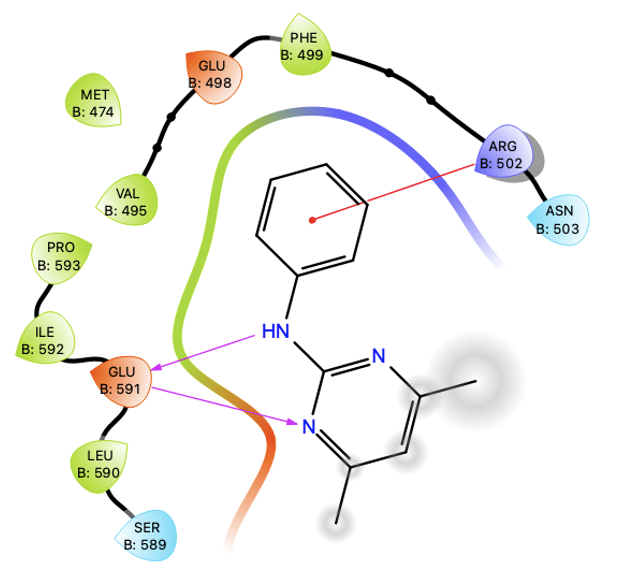 PHE
B: 499
GLU
B: 498
MET
B: 474
ARG
B: 502
VAL
B: 495
ASN
B: 503
PRO
B: 593
ILE
B: 592
HN
N
GLU
B: 591
N
LEU
B: 590
SER
B: 589